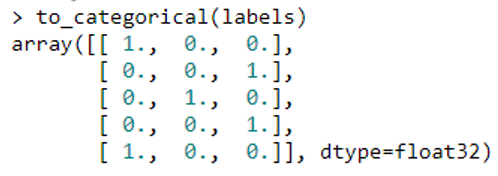 > to_categorical(labels)
array([[ 1., 0., 0.],
[ 0., 0., 1.],
[ 0., 1., 0.],
[ 0., 0., 1.],
[ 1., 0., 0.]], dtype=float32)